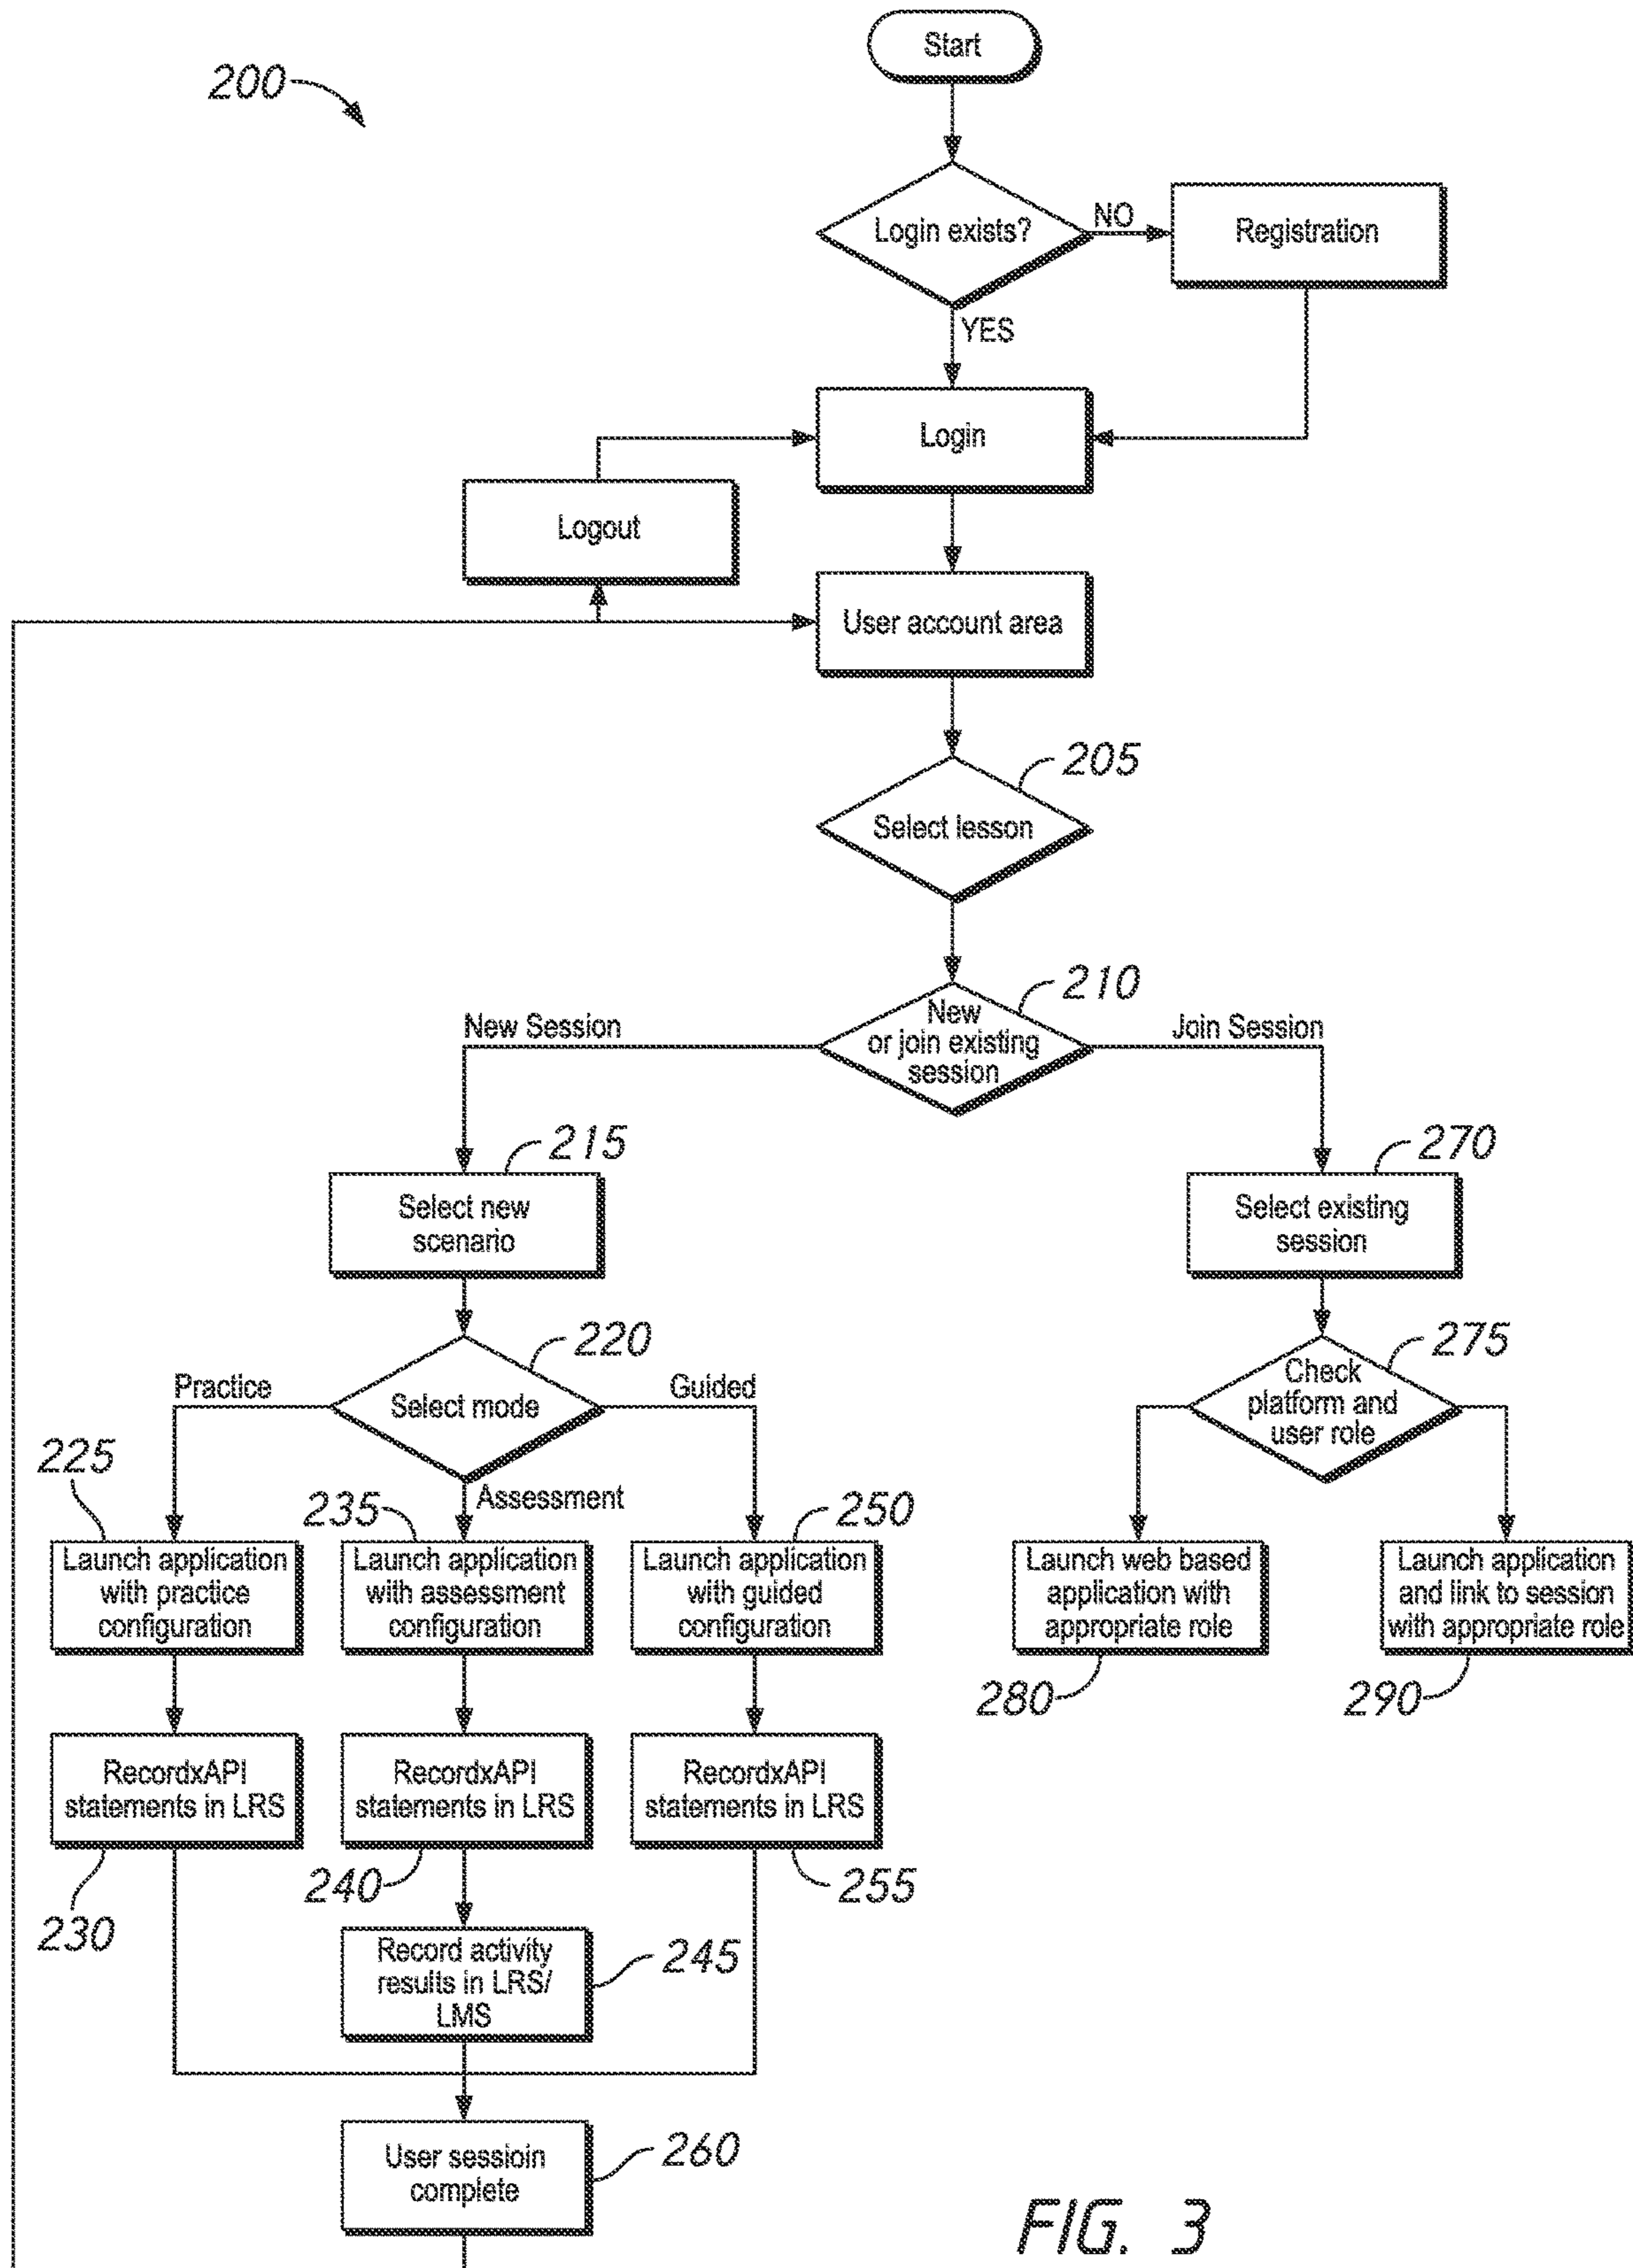 Start
200
Login exists?
NO
Registration
YES
Login
Logout
User account area
205
Select lesson
210
New Session
New
or join existing
session
Join Session
215
270
Select new
scenario
Select existing
session
220
275
Practice
Select mode
Guided
Check
platform and
user role
225
235
Assessment
250
Launch application
with practice
configuration
Launch application
with assessment
configuration
Launch application
with guided
configuration
Launch web based
application with
appropriate role
Launch application
and link to session
with appropriate role
280
290
RecordxAPI
statements in LRS
RecordxAPI
statements in LRS
RecordxAPI
statements in LRS
230
240
255
Record activity
results in LRS/
LMS
245
User sessioin
complete
260
FIG. 3